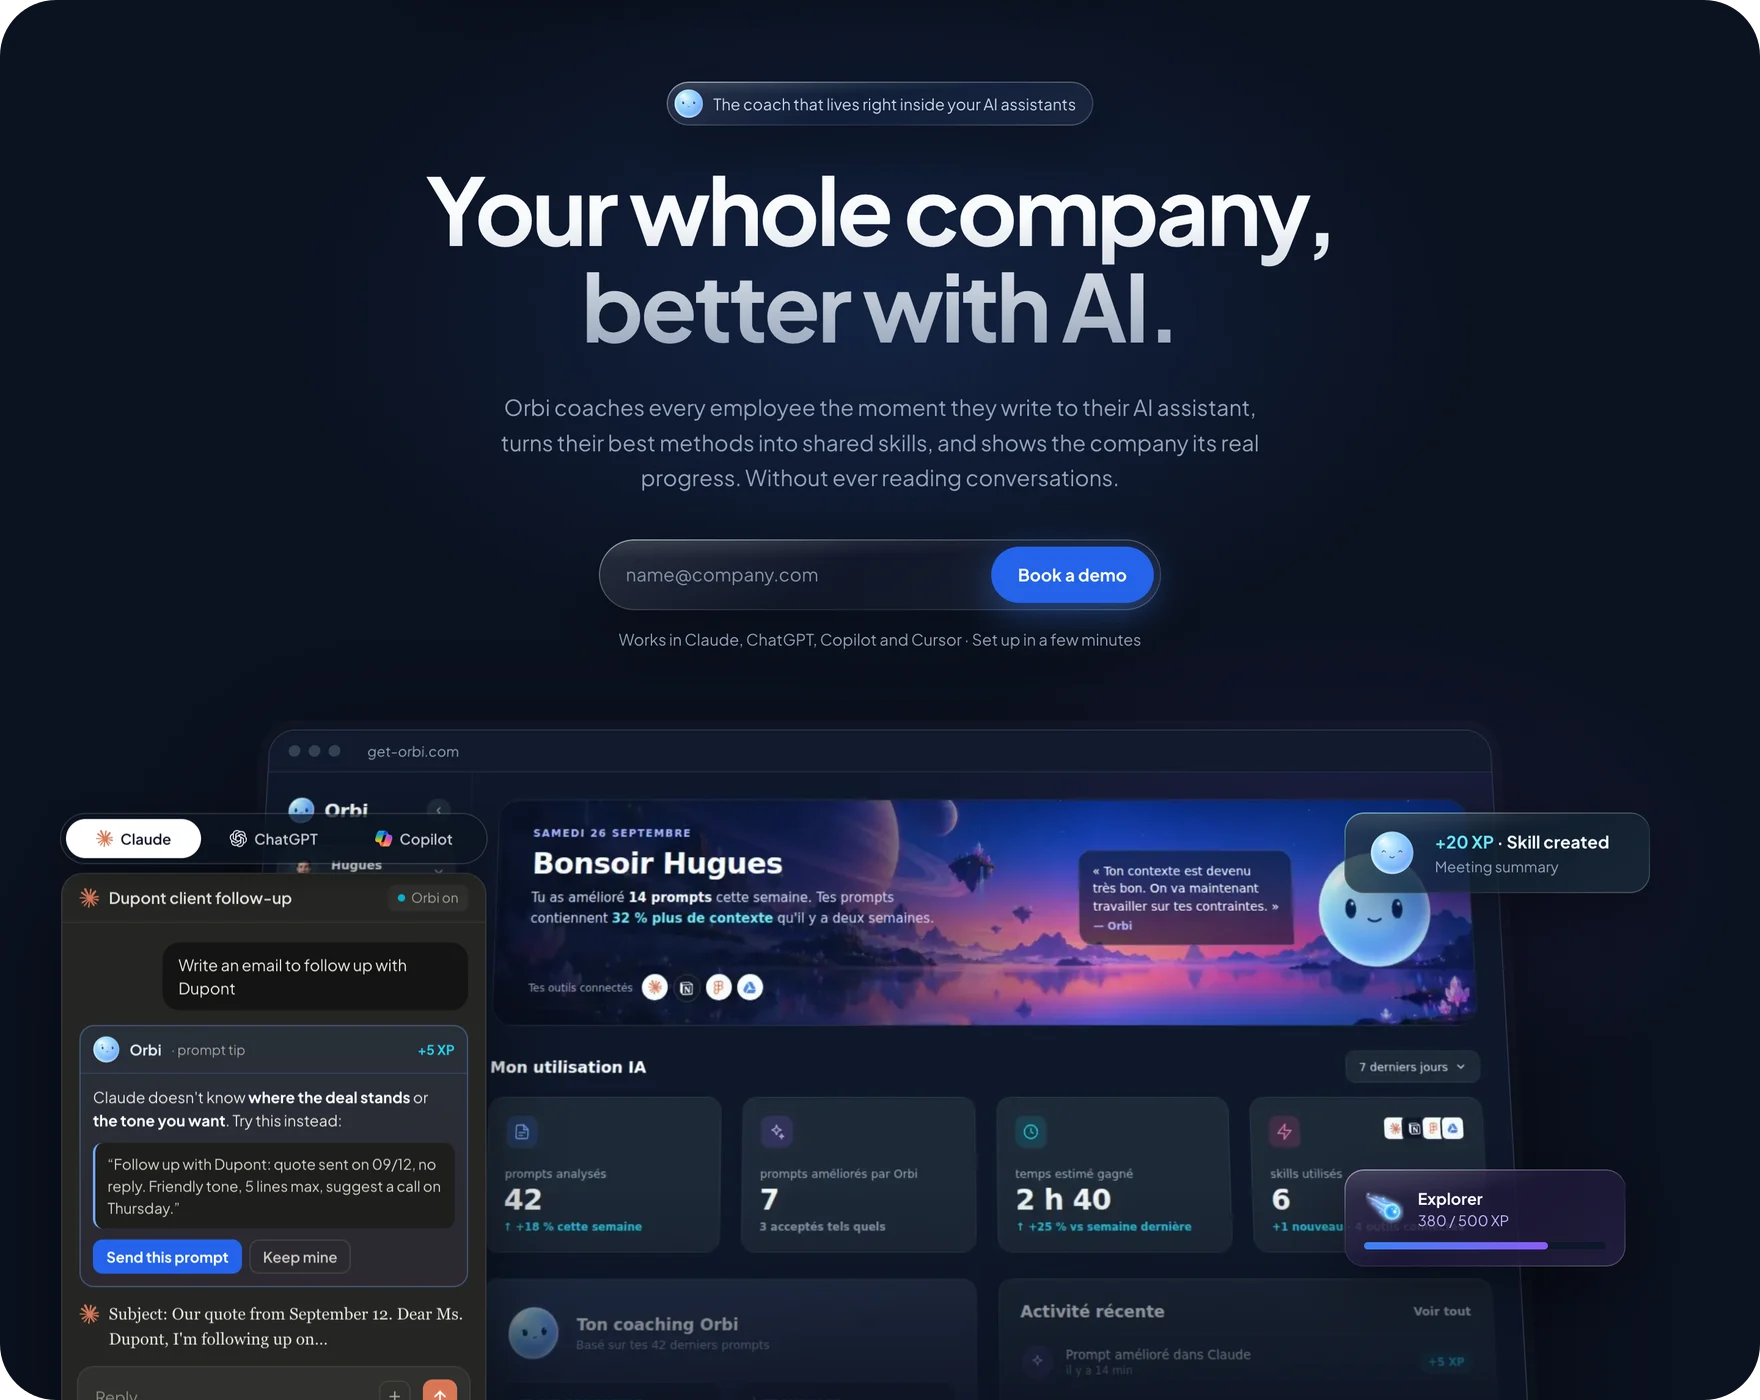 The coach that lives right inside your AI assistants
Your whole company,
better with AI.
Orbi coaches every employee the moment they write to their AI assistant,
turns their best methods into shared skills, and shows the company its real
progress. Without ever reading conversations.
name@company.com
Book a demo
Works in Claude, ChatGPT, Copilot and Cursor · Set up in a few minutes
get-orbi.com
Orbi
Hugues
Claude
ChatGPT
Copilot
Dupont client follow-up
Orbi on
Write an email to follow up with
Dupont
Orbi · prompt tip
+5 XP
Claude doesn't know where the deal stands or
the tone you want. Try this instead:
“Follow up with Dupont: quote sent on 09/12, no
reply. Friendly tone, 5 lines max, suggest a call on
Thursday.”
Send this prompt
Keep mine
Subject: Our quote from September 12. Dear Ms.
Dupont, I'm following up on...
Reply
SAMEDI 26 SEPTEMBRE
Bonsoir Hugues
Tu as amélioré 14 prompts cette semaine. Tes prompts
contiennent 32 % plus de contexte qu'il y a deux semaines.
Tes outils connectés
« Ton contexte est devenu
très bon. On va maintenant
travailler sur tes contraintes. »
— Orbi
+20 XP · Skill created
Meeting summary
Mon utilisation IA
7 derniers jours
prompts analysés
42
↑ +18 % cette semaine
prompts améliorés par Orbi
7
3 acceptés tels quels
temps estimé gagné
2 h 40
↑ +25 % vs semaine dernière
skills utilisés
6
+1 nouveau
Explorer
380 / 500 XP
Ton coaching Orbi
Basé sur tes 42 derniers prompts
Activité récente
Voir tout
Prompt amélioré dans Claude
il y a 14 min
+5 XP